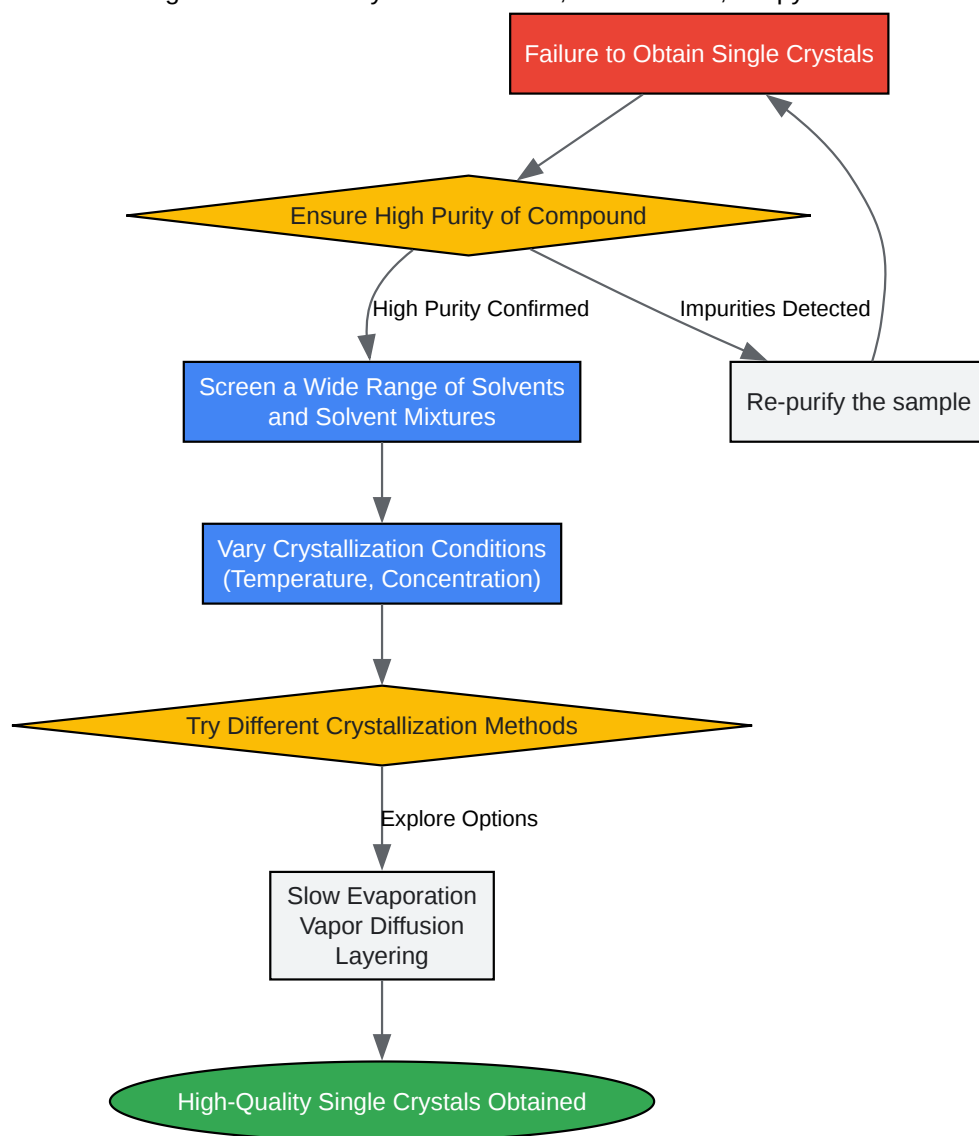 Failure to Obtain Single Crystals
Ensure High Purity of Compound
High Purity Confirmed
Impurities Detected
Screen a Wide Range of Solvents
and Solvent Mixtures
Re-purify the sample
Vary Crystallization Conditions
(Temperature, Concentration)
Try Different Crystallization Methods
Explore Options
Slow Evaporation
Vapor Diffusion
Layering
High-Quality Single Crystals Obtained